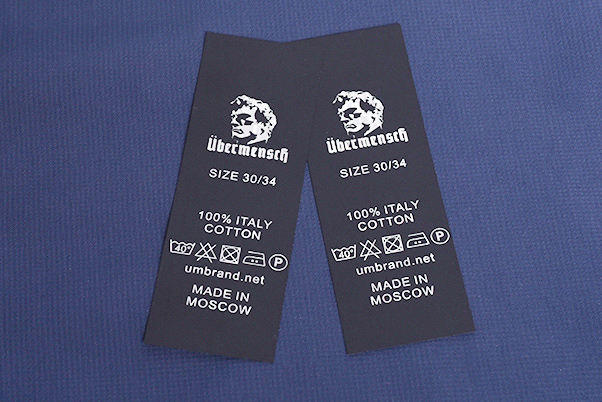 Übermensch
SIZE 30/34
100% ITALY
COTTON
40°
P
umbrand.net
MADE IN
MOSCOW
Übermensch
SIZE 30/34
100% ITALY
COTTON
40°
P
umbrand.net
MADE IN
MOSCOW